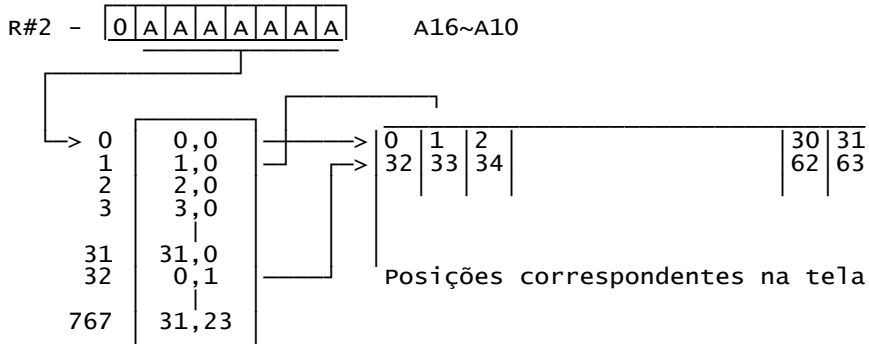 R#2 - 0 A A A A A A A A16~A10
0 0,0 0 1 2 30 31
1 1,0 32 33 34 62 63
2 2,0
3 3,0
31 31,0
32 0,1 Posições correspondentes na tela
767 31,23